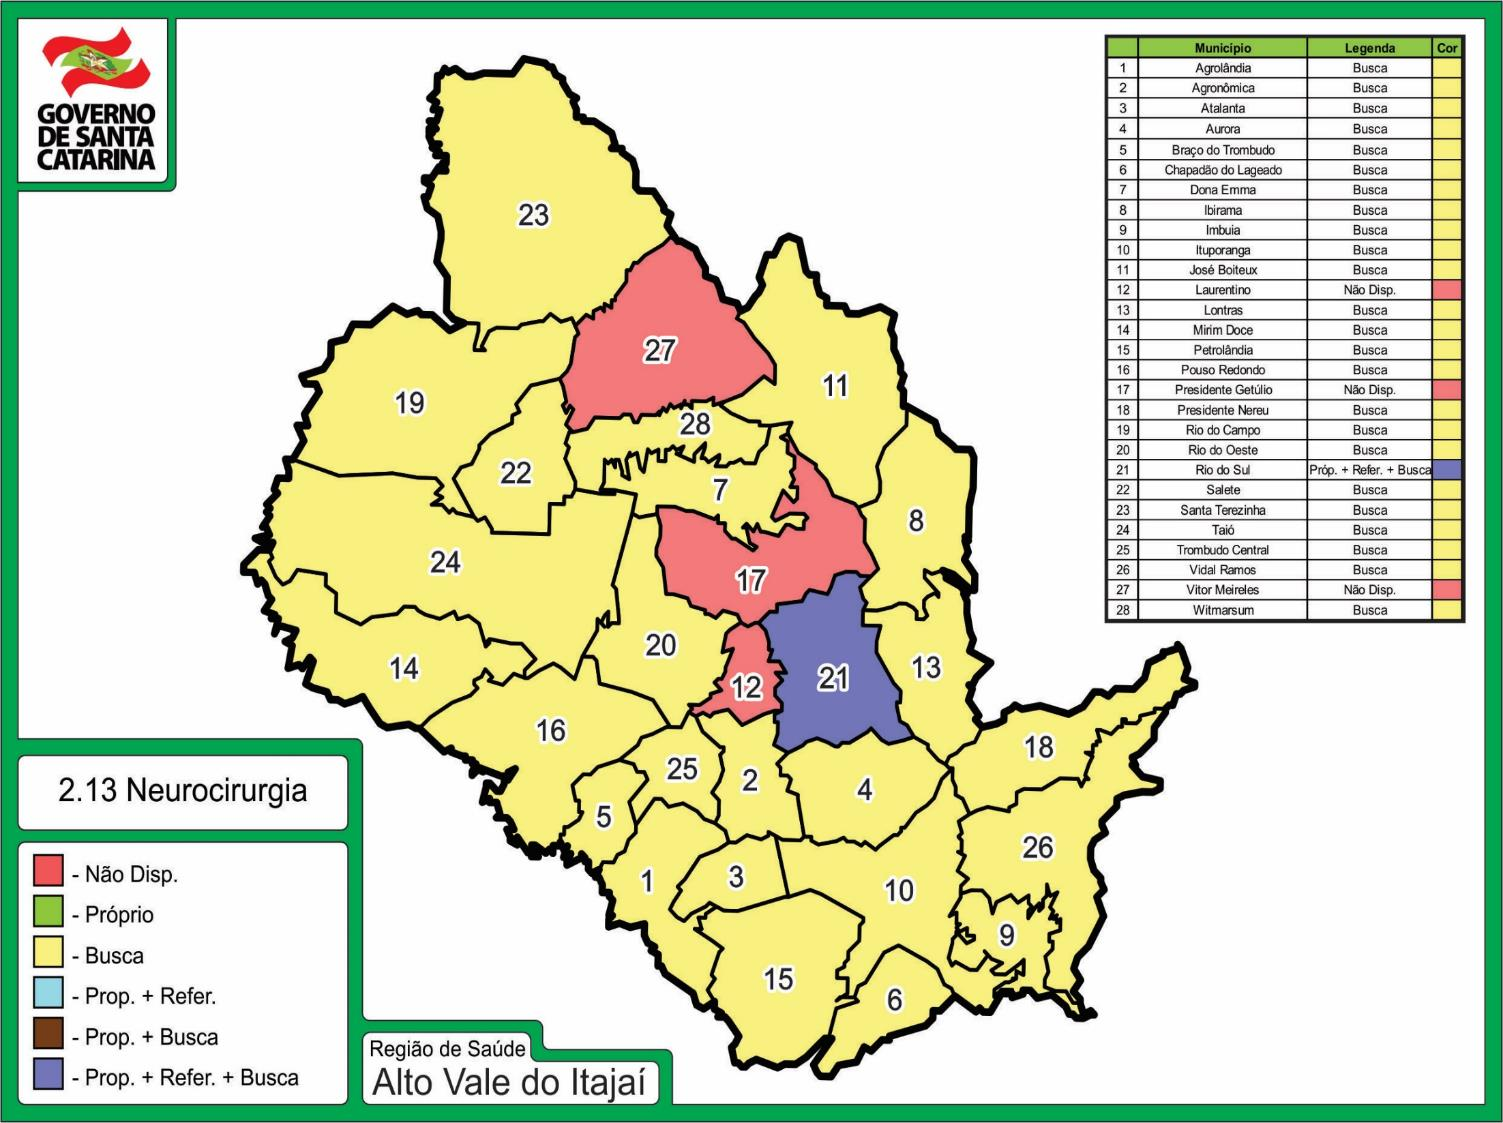 GOVERNO
DE SANTA
CATARINA
Município Legenda Cor
1 Agrolândia Busca
2 Agronômica Busca
3 Atalanta Busca
4 Aurora Busca
5 Braço do Trombudo Busca
6 Chapadão do Lageado Busca
7 Dona Emma Busca
8 Ibirama Busca
9 Imbuia Busca
10 Ituporanga Busca
11 José Boiteux Busca
12 Laurentino Não Disp.
13 Lontras Busca
14 Mirim Doce Busca
15 Petrolândia Busca
16 Pouso Redondo Busca
17 Presidente Getúlio Não Disp.
18 Presidente Nereu Busca
19 Rio do Campo Busca
20 Rio do Oeste Busca
21 Rio do Sul Próp. + Refer. + Busca
22 Salete Busca
23 Santa Terezinha Busca
24 Taió Busca
25 Trombudo Central Busca
26 Vidal Ramos Busca
27 Vitor Meireles Não Disp.
28 Witmarsum Busca
23
27
11
19
28
22
7
8
24
17
20
13
14
12
21
16
18
25
2
4
5
26
1
3
10
9
15
6
2.13 Neurocirurgia
- Não Disp.
- Próprio
- Busca
- Prop. + Refer.
- Prop. + Busca
- Prop. + Refer. + Busca
Região de Saúde
Alto Vale do Itajaí